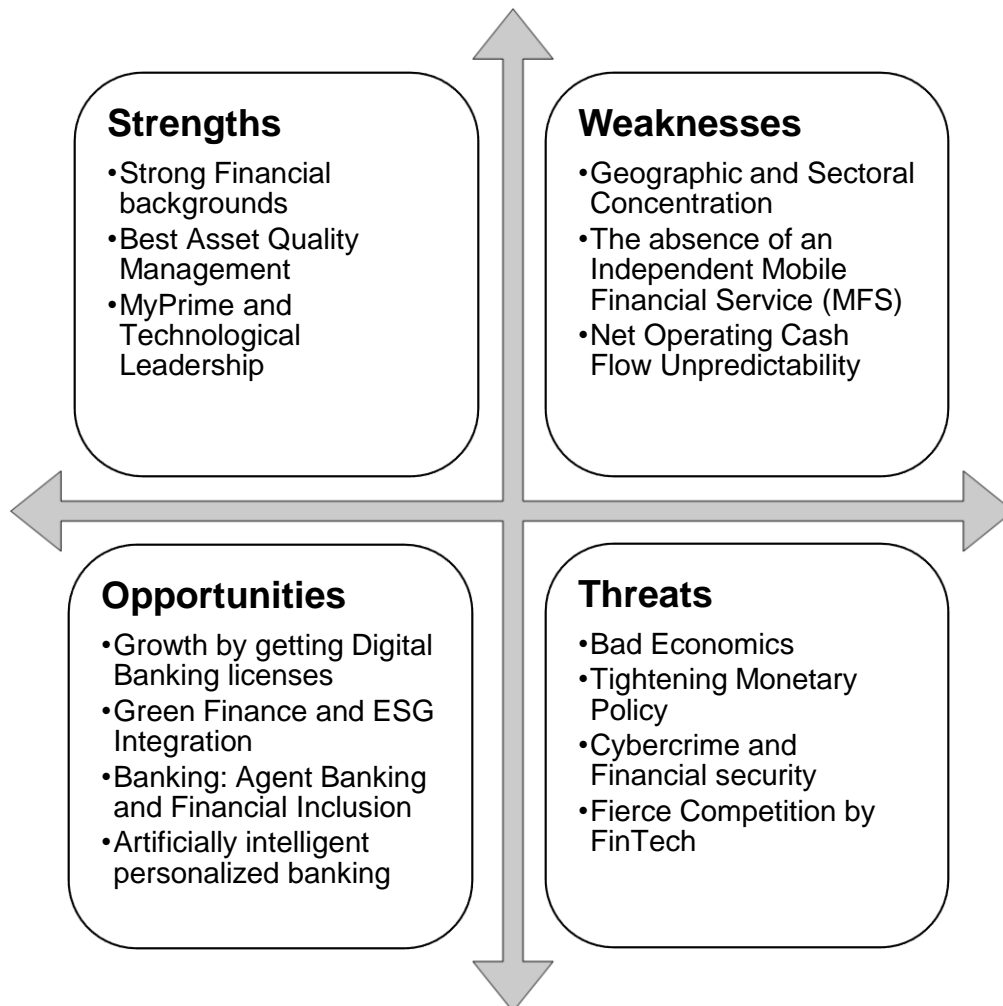 Strengths
•Strong Financial
backgrounds
•Best Asset Quality
Management
•MyPrime and
Technological
Leadership
Weaknesses
•Geographic and Sectoral
Concentration
•The absence of an
Independent Mobile
Financial Service (MFS)
•Net Operating Cash
Flow Unpredictability
Opportunities
•Growth by getting Digital
Banking licenses
•Green Finance and ESG
Integration
•Banking: Agent Banking
and Financial Inclusion
•Artificially intelligent
personalized banking
Threats
•Bad Economics
•Tightening Monetary
Policy
•Cybercrime and
Financial security
•Fierce Competition by
FinTech